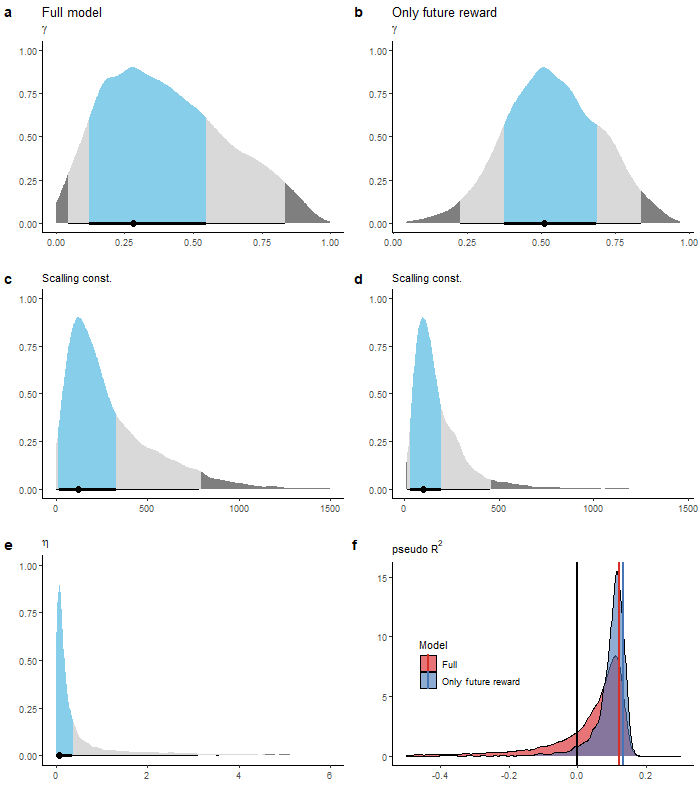 a Full model
γ
1.00
0.75
0.50
0.25
0.00
0.00 0.25 0.50 0.75 1.00
b Only future reward
γ
1.00
0.75
0.50
0.25
0.00
0.00 0.25 0.50 0.75 1.00
c Scalling const.
1.00
0.75
0.50
0.25
0.00
0 500 1000 1500
d Scalling const.
1.00
0.75
0.50
0.25
0.00
0 500 1000 1500
e η
1.00
0.75
0.50
0.25
0.00
0 2 4 6
f pseudo R²
15
10
5
0
Model
Full
Only future reward
-0.4 -0.2 0.0 0.2